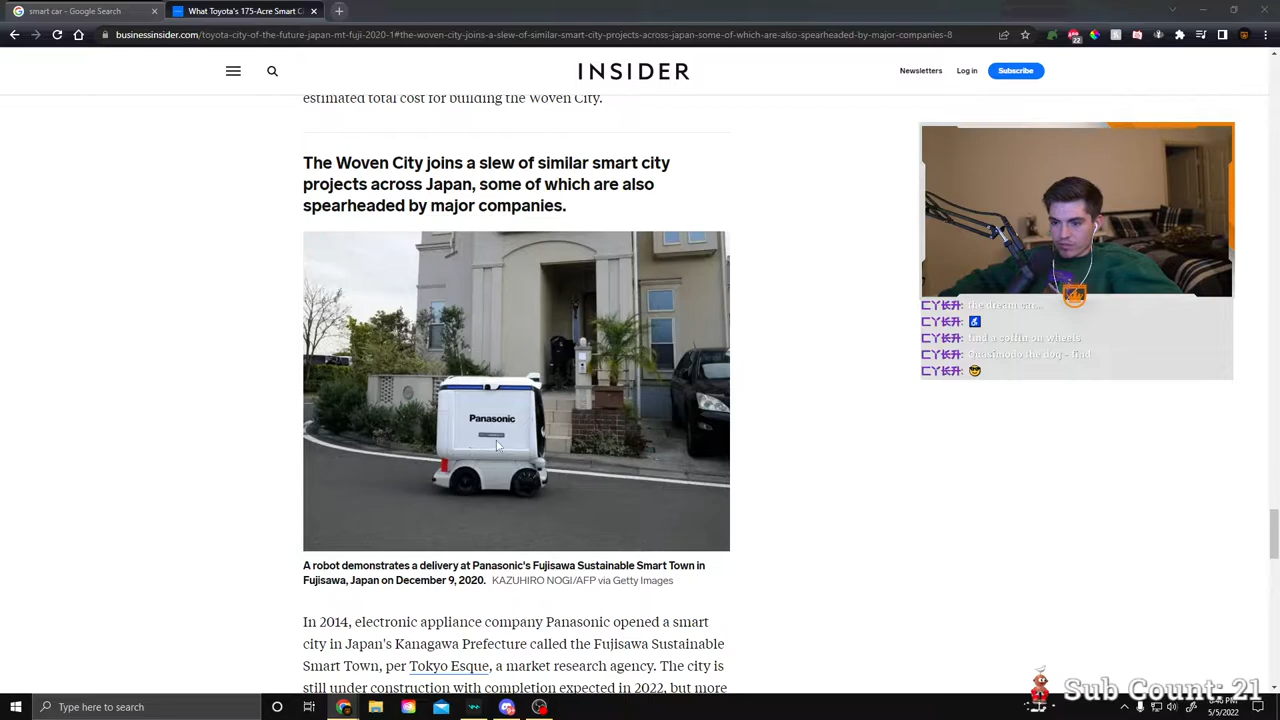 smart car - Google Search
What Toyota's 175-Acre Smart Ci
businessinsider.com/toyota-city-of-the-future-japan-mt-fuji-2020-1#the-woven-city-joins-a-slew-of-similar-smart-city-projects-across-japan-some-of-which-are-also-spearheaded-by-major-companies-8
22
INSIDER
Newsletters
Log in
Subscribe
estimated total cost for building the Woven City.
The Woven City joins a slew of similar smart city
projects across Japan, some of which are also
spearheaded by major companies.
Panasonic
A robot demonstrates a delivery at Panasonic's Fujisawa Sustainable Smart Town in
Fujisawa, Japan on December 9, 2020. KAZUHIRO NOGI/AFP via Getty Images
In 2014, electronic appliance company Panasonic opened a smart
city in Japan's Kanagawa Prefecture called the Fujisawa Sustainable
Smart Town, per Tokyo Esque, a market research agency. The city is
still under construction with completion expected in 2022, but more
the dream car...
find a coffin on wheels
Quasimodo the dog - find
Sub Count: 21
Type here to search
5/5/2022